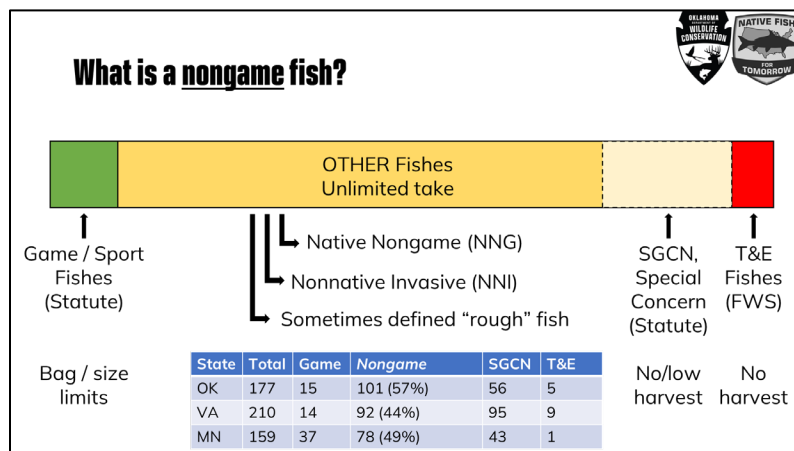 OKLAHOMA
DEPARTMENT OF
WILDLIFE
CONSERVATION
NATIVE FISH
FOR
TOMORROW
What is a nongame fish?
OTHER Fishes
Unlimited take
Native Nongame (NNG)
Nonnative Invasive (NNI)
Sometimes defined “rough” fish
Game / Sport
Fishes
(Statute)
SGCN,
Special
Concern
(Statute)
T&E
Fishes
(FWS)
Bag / size
limits
State Total Game Nongame SGCN T&E
OK 177 15 101 (57%) 56 5
VA 210 14 92 (44%) 95 9
MN 159 37 78 (49%) 43 1
No/low
harvest
No
harvest